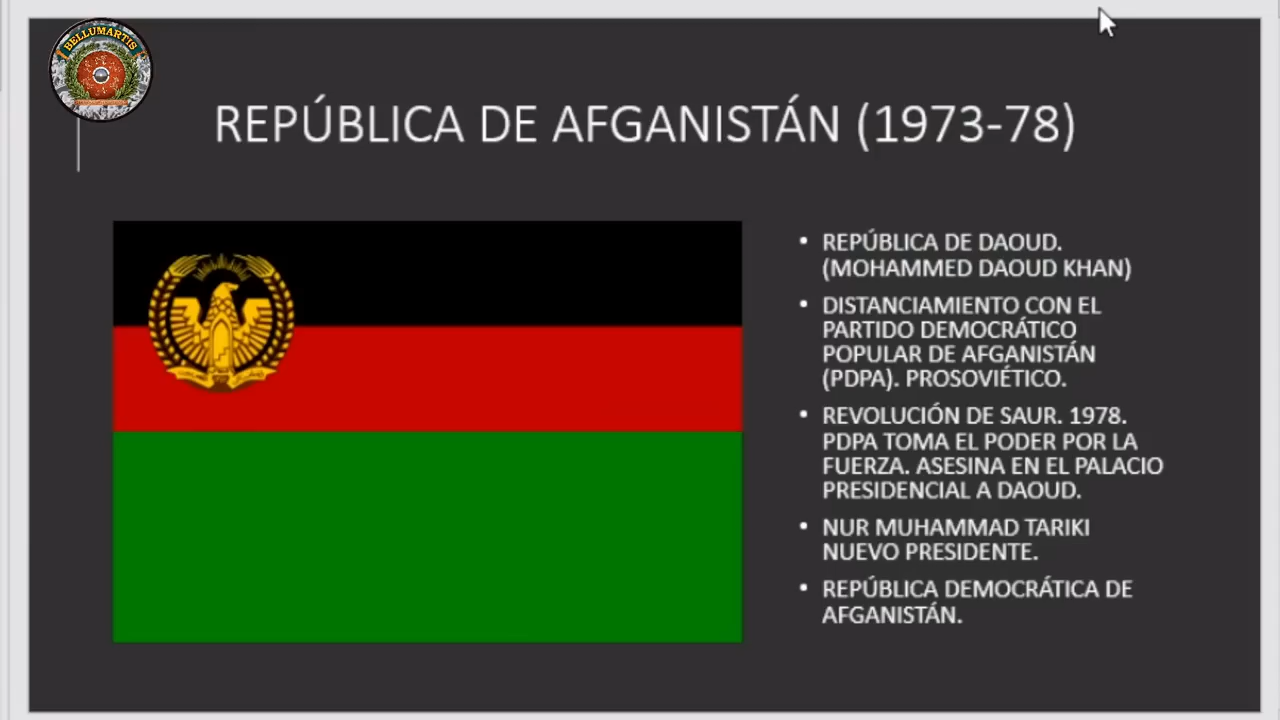 BELLUMARTIS
REPÚBLICA DE AFGANISTÁN (1973-78)
• REPÚBLICA DE DAOUD.
(MOHAMMED DAOUD KHAN)
• DISTANCIAMIENTO CON EL
PARTIDO DEMOCRÁTICO
POPULAR DE AFGANISTÁN
(PDPA). PROSOVIÉTICO.
• REVOLUCIÓN DE SAUR. 1978.
PDPA TOMA EL PODER POR LA
FUERZA. ASESINA EN EL PALACIO
PRESIDENCIAL A DAOUD.
• NUR MUHAMMAD TARIKI
NUEVO PRESIDENTE.
• REPÚBLICA DEMOCRÁTICA DE
AFGANISTÁN.